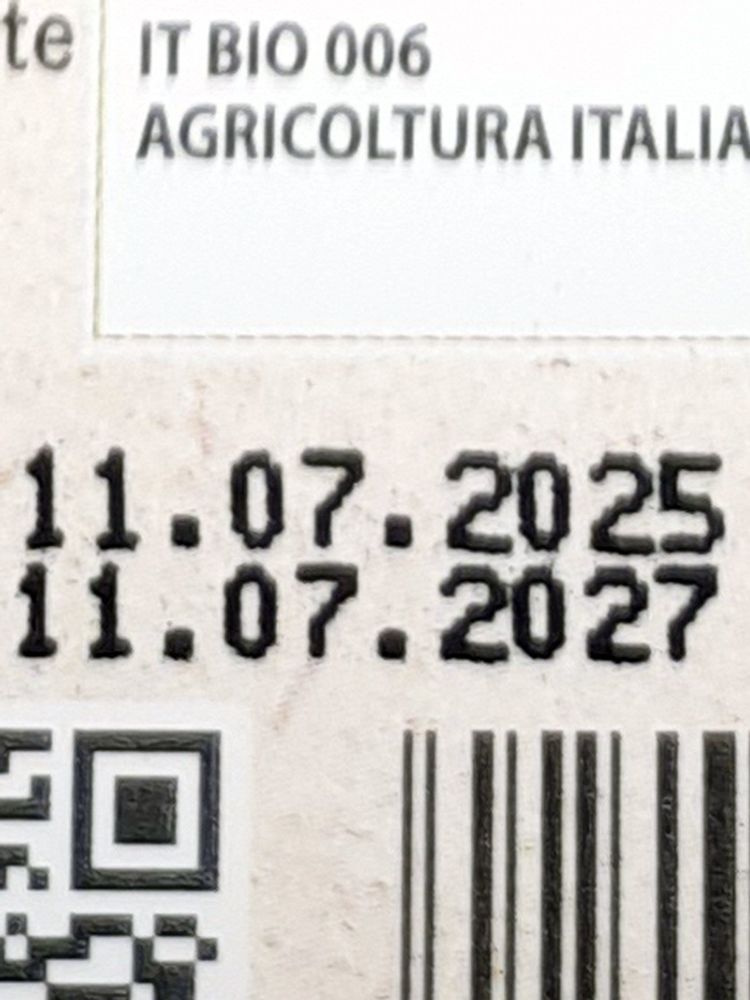 te
IT BIO 006
AGRICOLTURA ITALIA
11.07.2025
11.07.2027